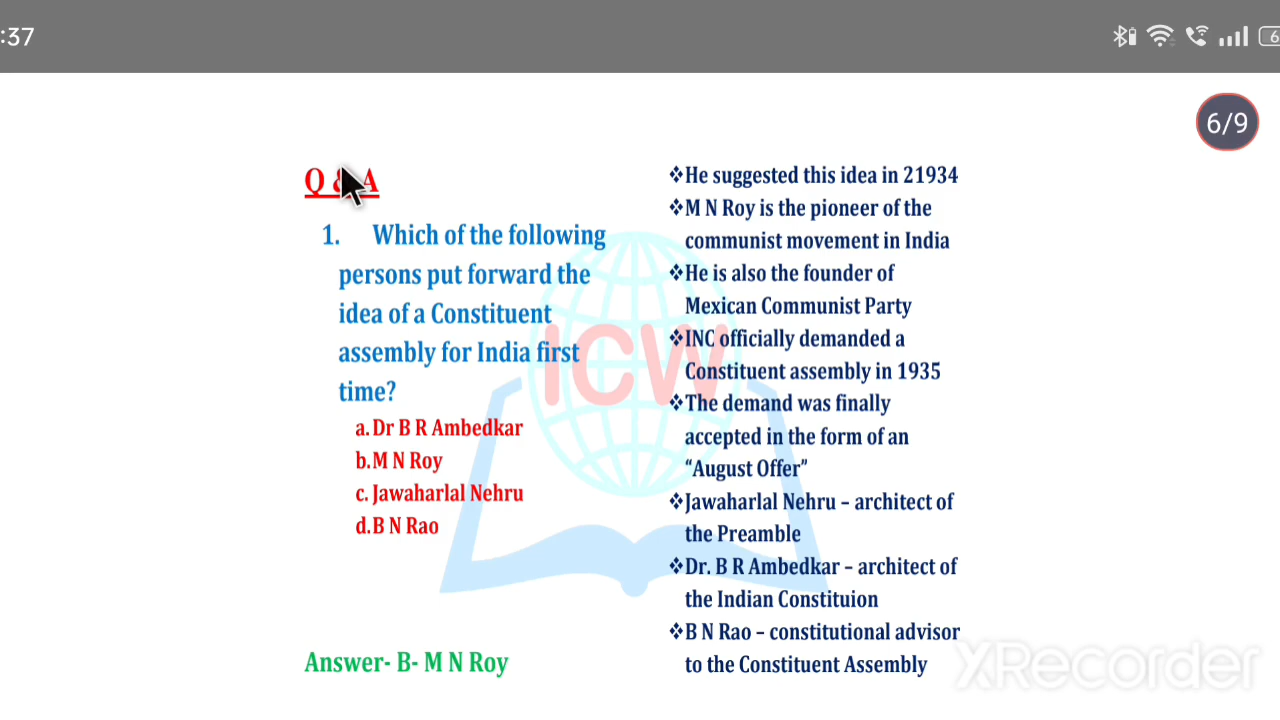 :37
6
6/9
Q & A
1. Which of the following
persons put forward the
idea of a Constituent
assembly for India first
time?
a.Dr B R Ambedkar
b.M N Roy
c. Jawaharlal Nehru
d.B N Rao
Answer- B- M N Roy
❖He suggested this idea in 21934
❖M N Roy is the pioneer of the
communist movement in India
❖He is also the founder of
Mexican Communist Party
❖INC officially demanded a
Constituent assembly in 1935
❖The demand was finally
accepted in the form of an
“August Offer”
❖Jawaharlal Nehru – architect of
the Preamble
❖Dr. B R Ambedkar – architect of
the Indian Constituion
❖B N Rao – constitutional advisor
to the Constituent Assembly
ICW
XRecorder